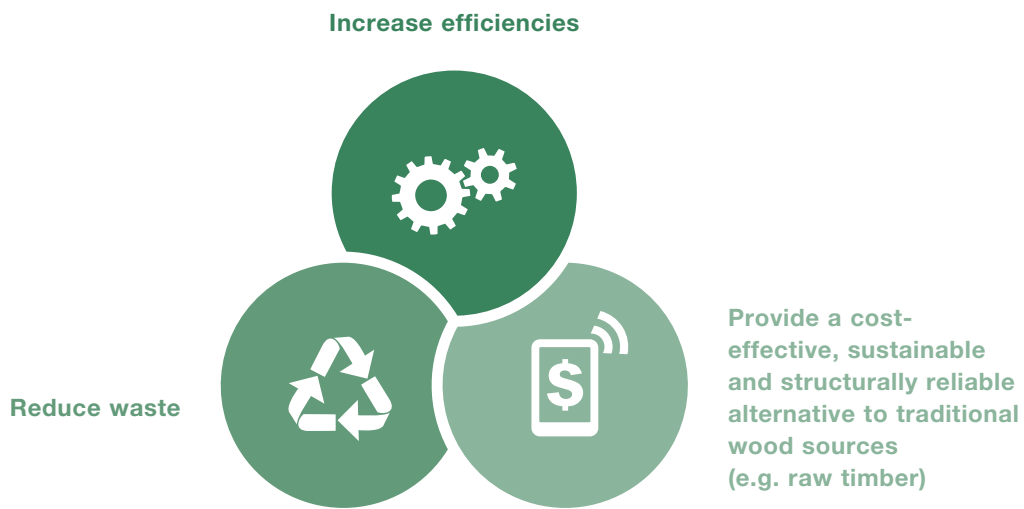 Increase efficiencies
$
Provide a cost-
effective, sustainable
and structurally reliable
alternative to traditional
wood sources
(e.g. raw timber)
Reduce waste